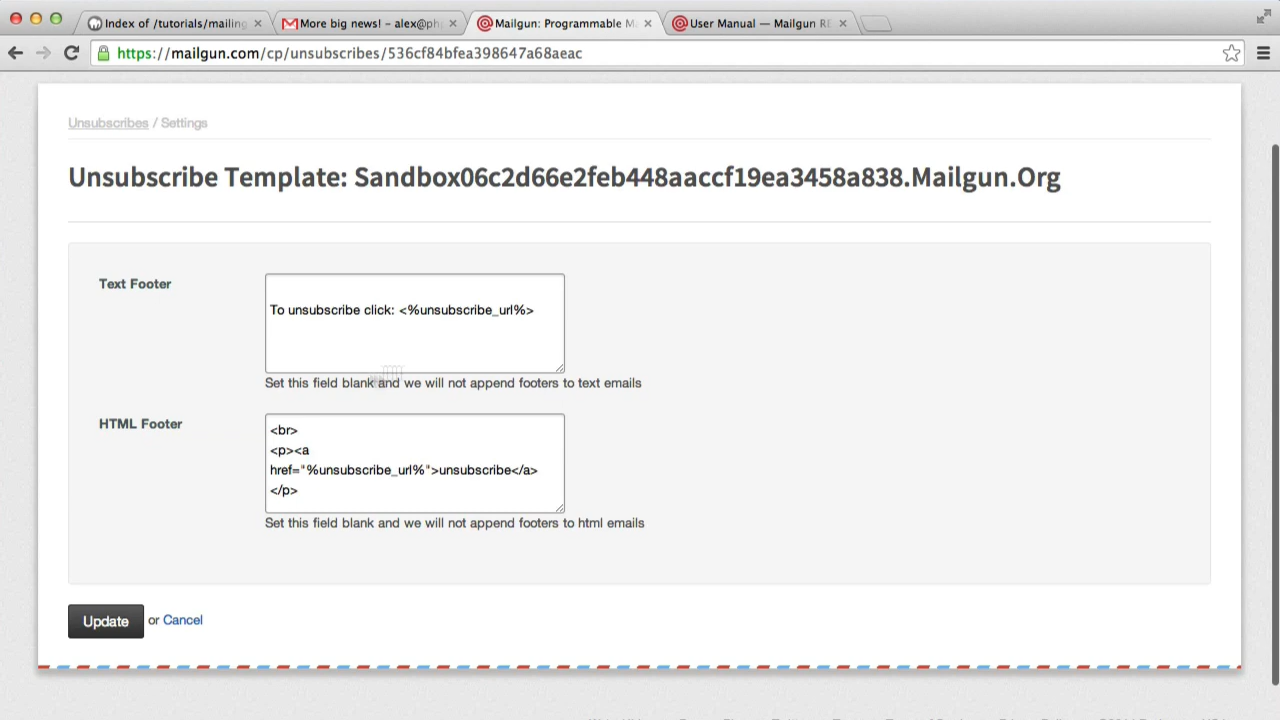 Index of /tutorials/mailing
More big news! – alex@ph
Mailgun: Programmable M
User Manual — Mailgun RE
https://mailgun.com/cp/unsubscribes/536cf84bfea398647a68aeac
Unsubscribes / Settings
Unsubscribe Template: Sandbox06c2d66e2feb448aaccf19ea3458a838.Mailgun.Org
Text Footer
To unsubscribe click: <%unsubscribe_url%>
Set this field blank and we will not append footers to text emails
HTML Footer
<br>
<p><a
href="%unsubscribe_url%">unsubscribe</a>
</p>
Set this field blank and we will not append footers to html emails
Update or Cancel